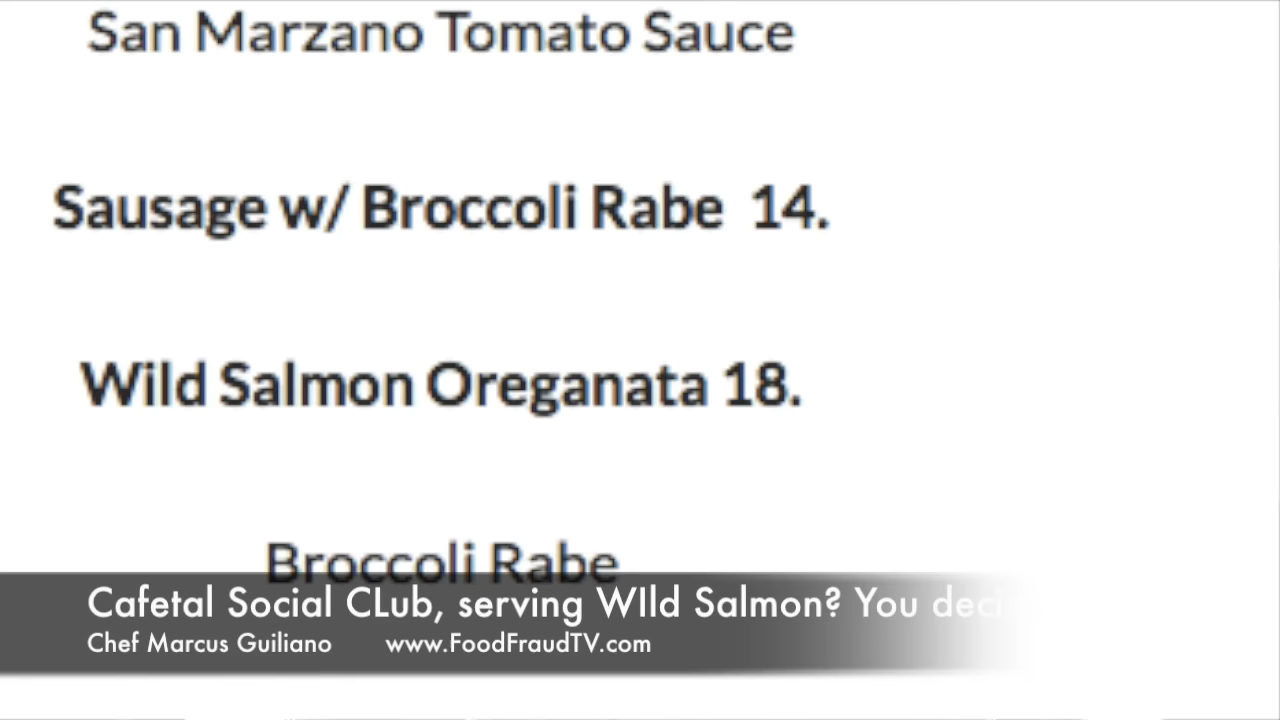 San Marzano Tomato Sauce
Sausage w/ Broccoli Rabe 14.
Wild Salmon Oreganata 18.
Broccoli Rabe
Cafetal Social CLub, serving WIld Salmon? You deci
Chef Marcus Guiliano www.FoodFraudTV.com